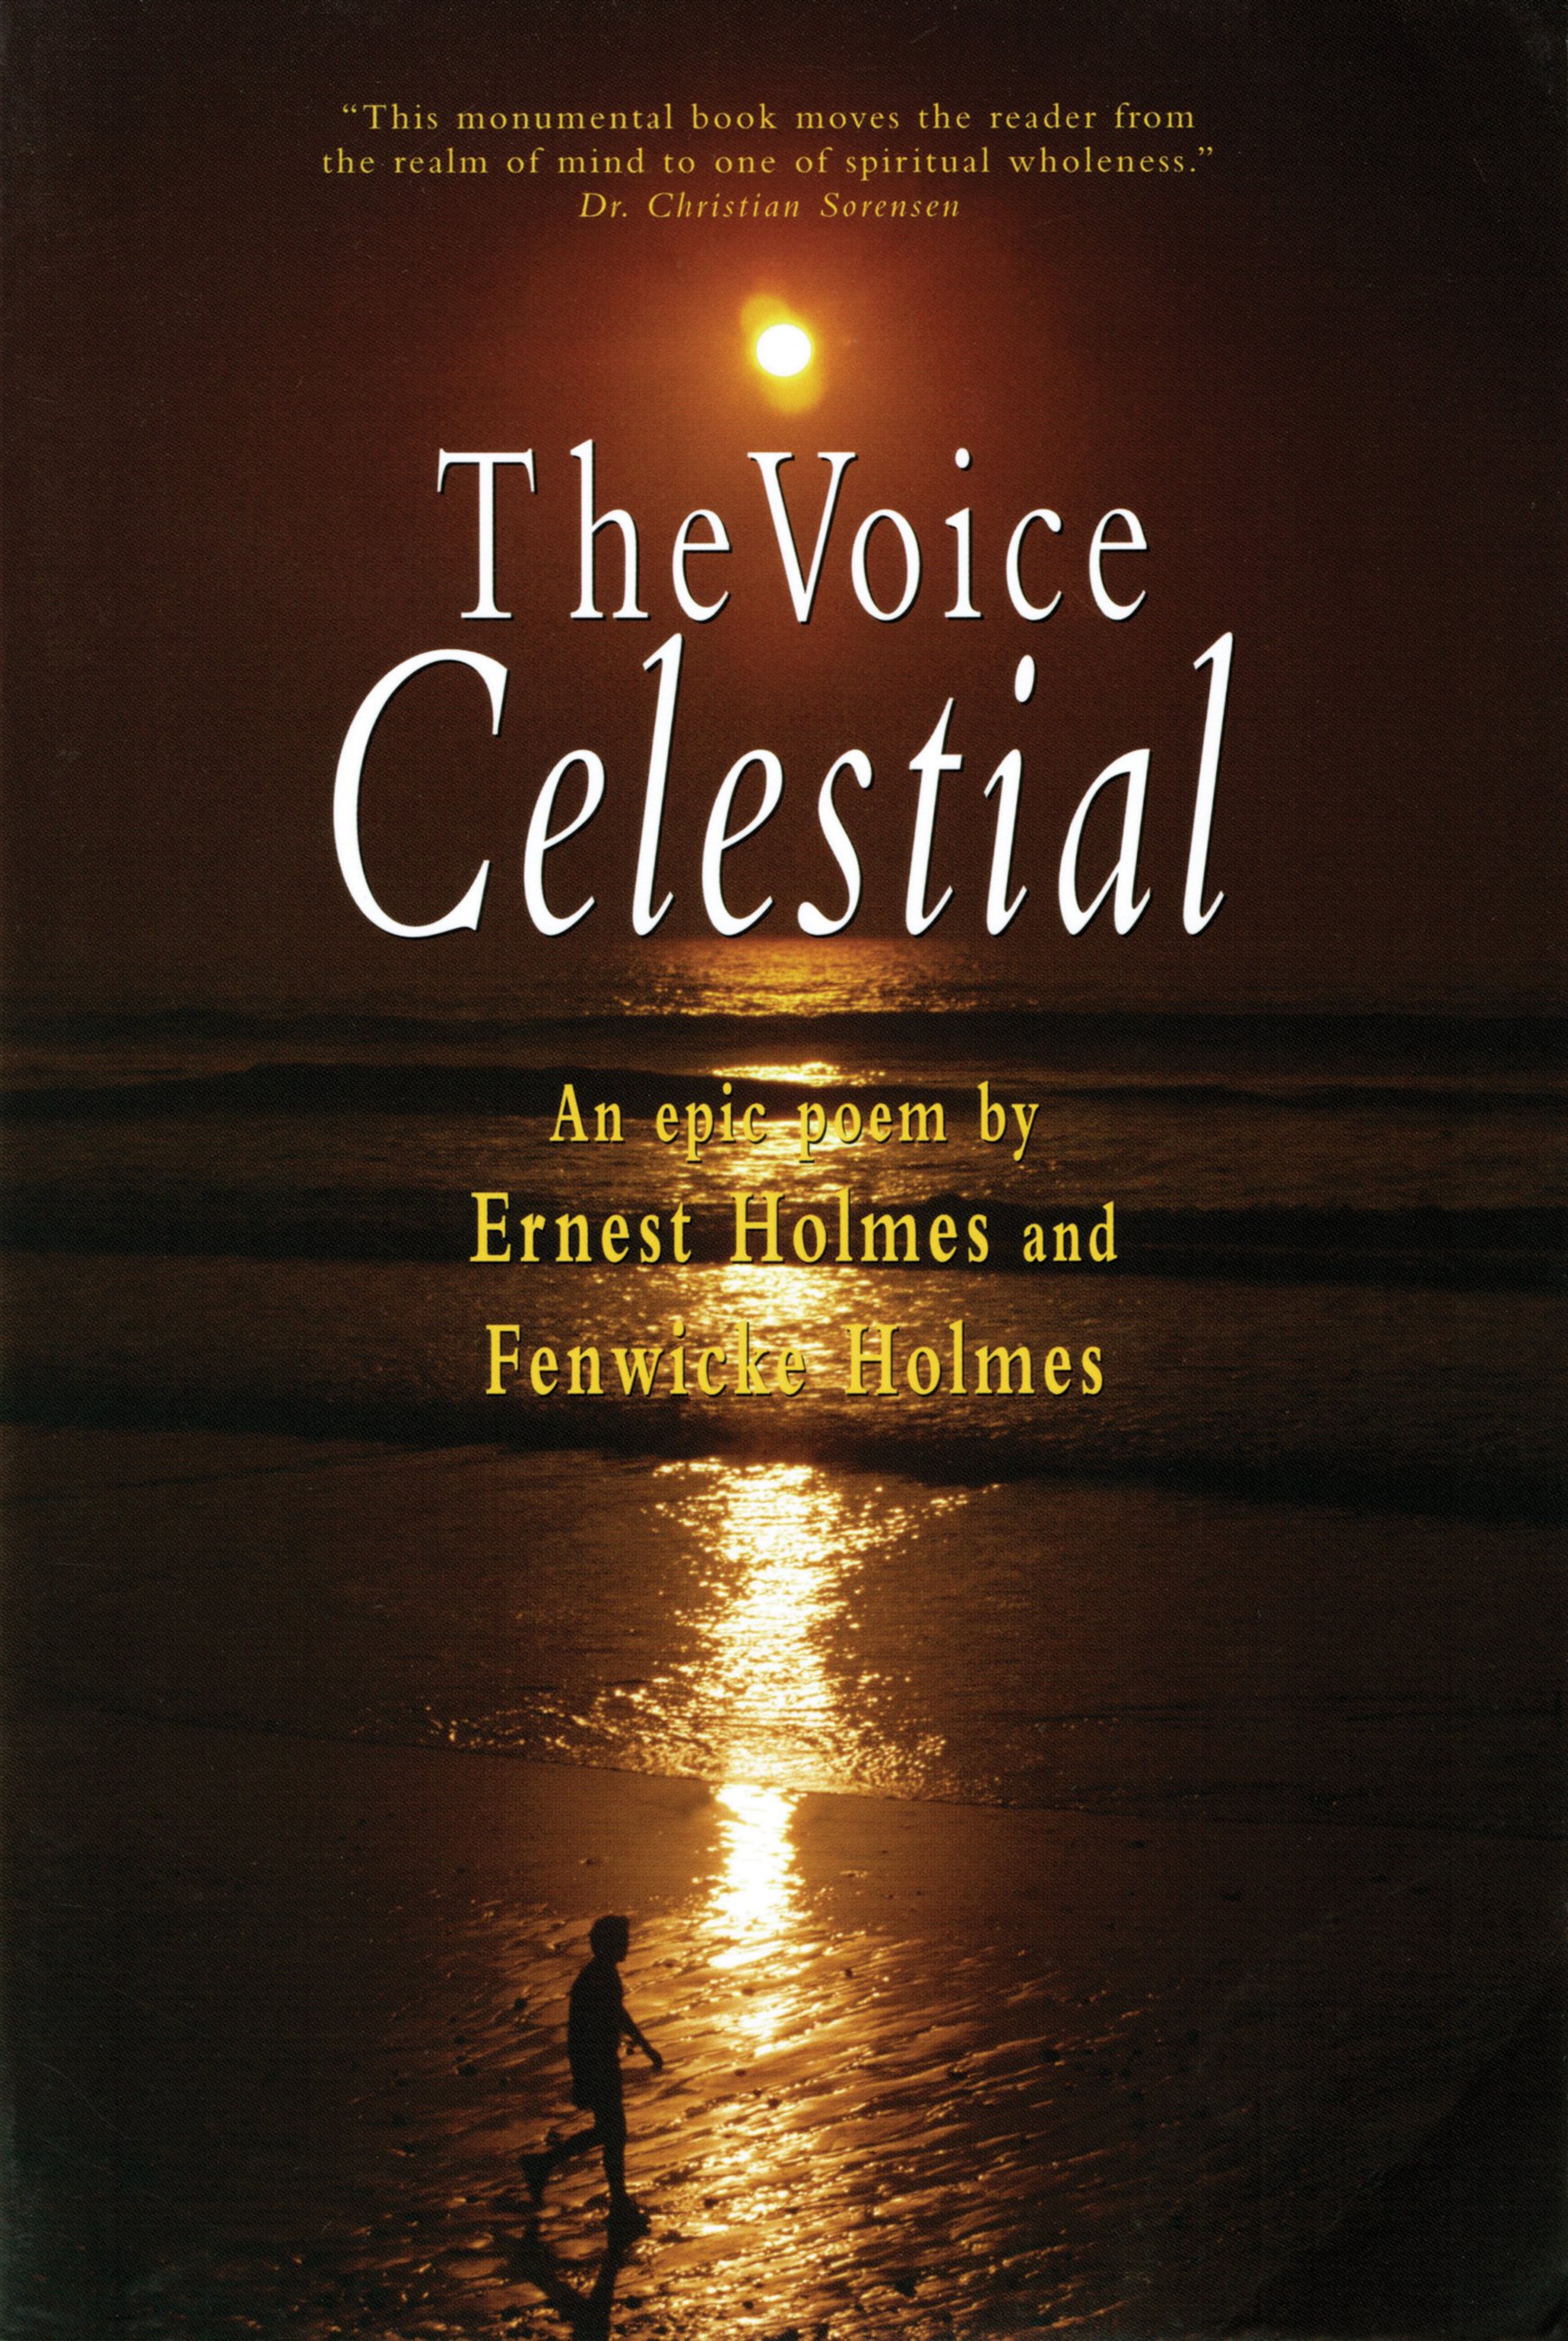 “This monumental book moves the reader from
the realm of mind to one of spiritual wholeness.”
Dr. Christian Sorensen
The Voice
Celestial
An epic poem by
Ernest Holmes and
Fenwicke Holmes